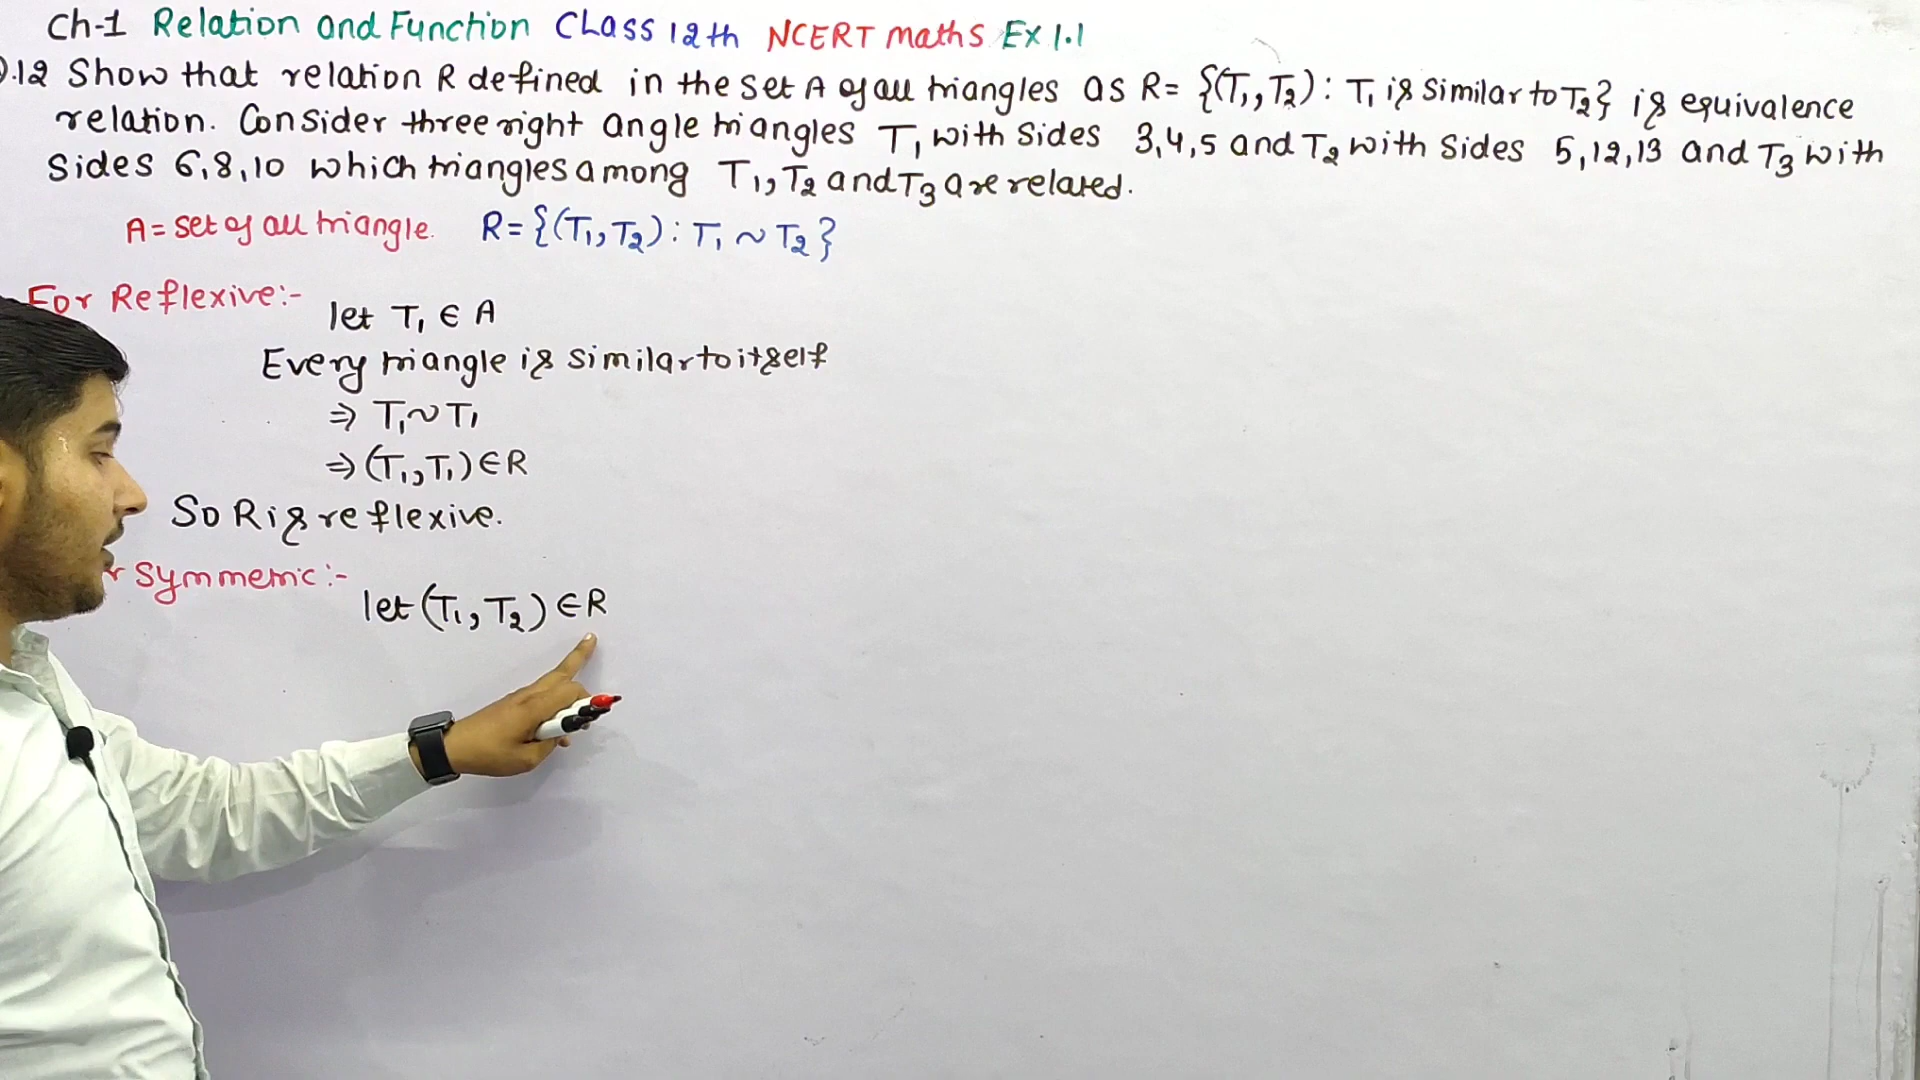 Ch-1 Relation and Function Class 12th NCERT maths Ex 1.1
Q.12 Show that relation R defined in the set A of all triangles as R= {(T₁,T₂): T₁ is similar to T₂} is equivalence
relation. Consider three right angle triangles T₁ with sides 3,4,5 and T₂ with sides 5,12,13 and T₃ with
sides 6,8,10 which triangles among T₁,T₂ and T₃ are related.
A = set of all triangle. R={(T₁,T₂): T₁ ~ T₂}
For Reflexive:-
let T₁ ∈ A
Every triangle is similar to itself
⇒ T₁~T₁
⇒ (T₁,T₁)∈R
So R is reflexive.
r Symmetric:-
let (T₁,T₂)∈R